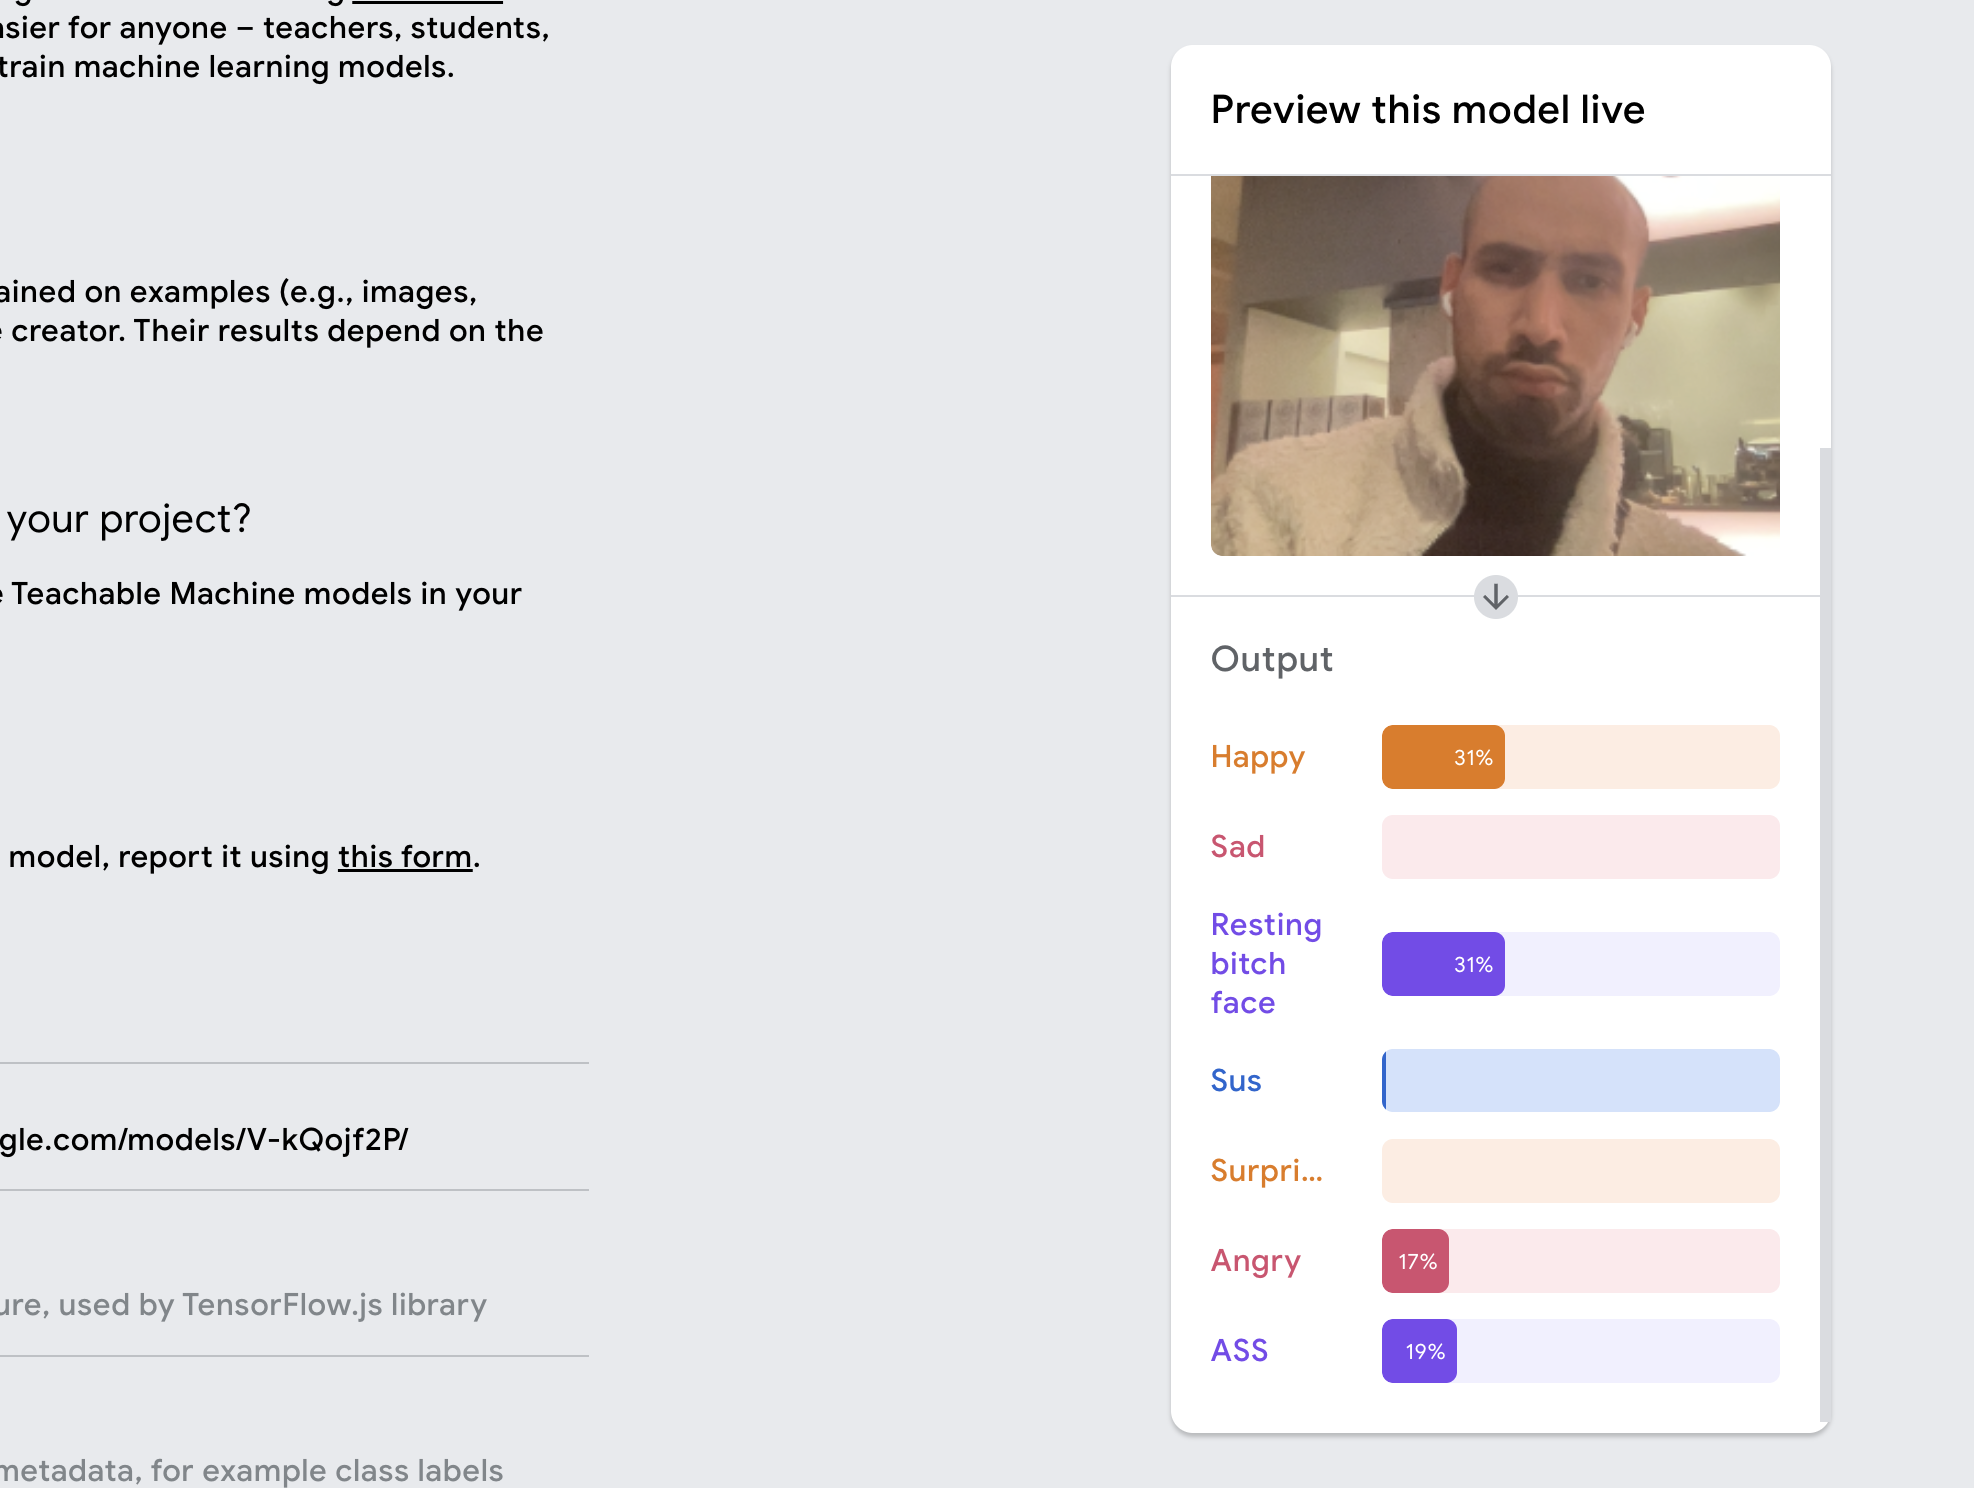 asier for anyone – teachers, students,
train machine learning models.
ained on examples (e.g., images,
creator. Their results depend on the
your project?
Teachable Machine models in your
model, report it using this form.
gle.com/models/V-kQojf2P/
ure, used by TensorFlow.js library
metadata, for example class labels
Preview this model live
Output
Happy 31%
Sad
Resting
bitch
face 31%
Sus
Surpri...
Angry 17%
ASS 19%